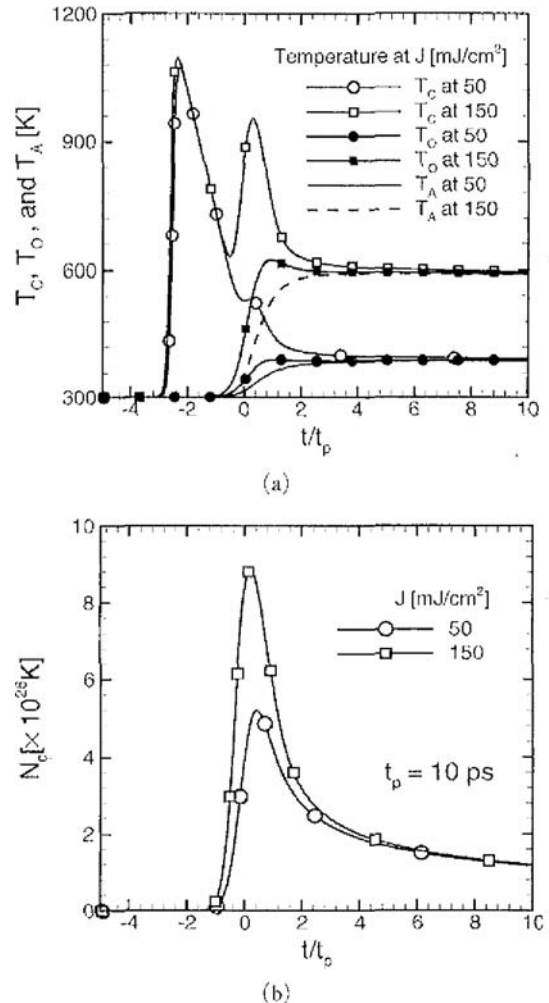 1200
900
600
300
T_C, T_O, and T_A [K]
Temperature at J [mJ/cm²]
T_C at 50
T_C at 150
T_O at 50
T_O at 150
T_A at 50
T_A at 150
-4 -2 0 2 4 6 8 10
t/t_p
(a)
10
8
6
4
2
0
N_c[× 10²⁶K]
J [mJ/cm²]
50
150
t_p = 10 ps
-4 -2 0 2 4 6 8 10
t/t_p
(b)